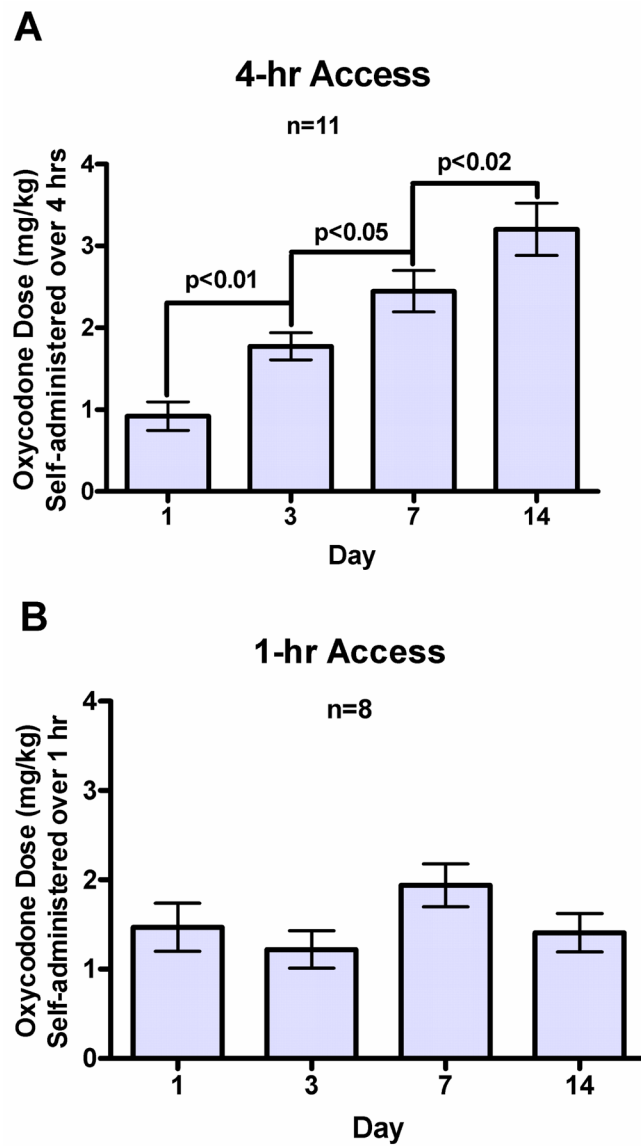 A
4-hr Access
n=11
Oxycodone Dose (mg/kg)
Self-administered over 4 hrs
4
3
2
1
0
p<0.01
p<0.05
p<0.02
1 3 7 14
Day
B
1-hr Access
n=8
Oxycodone Dose (mg/kg)
Self-administered over 1 hr
4
3
2
1
0
1 3 7 14
Day